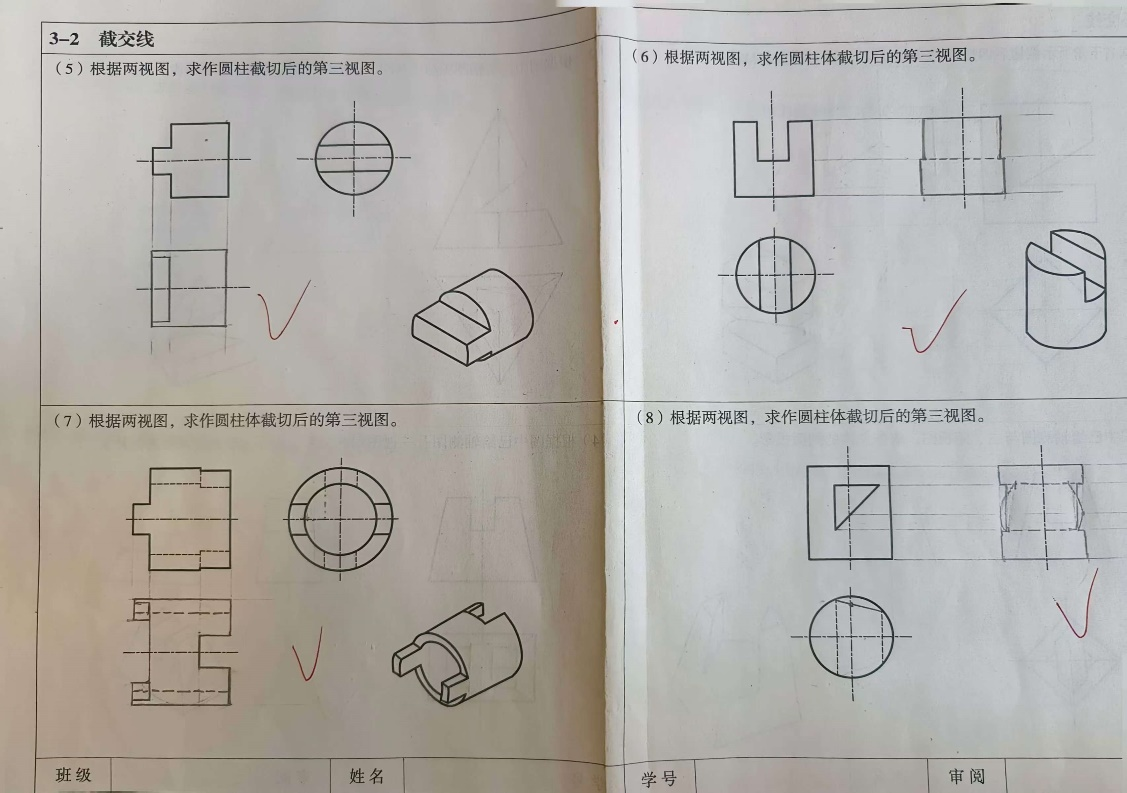 3-2 截交线
(5)根据两视图，求作圆柱截切后的第三视图。
(6)根据两视图，求作圆柱体截切后的第三视图。
(7)根据两视图，求作圆柱体截切后的第三视图。
(8)根据两视图，求作圆柱体截切后的第三视图。
班级 姓名 学号 审阅